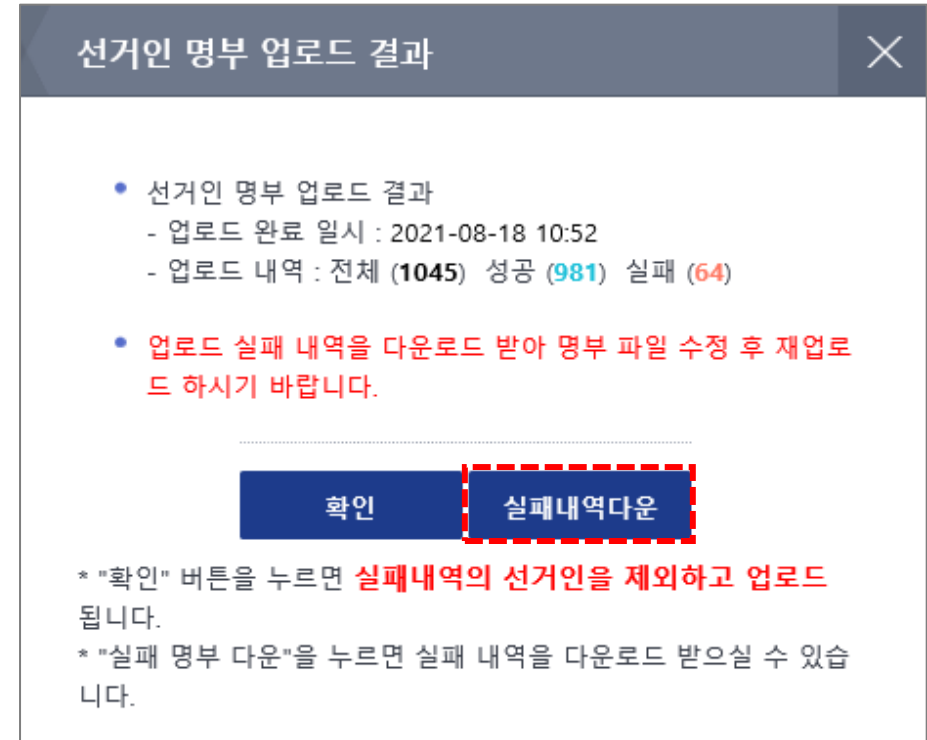 선거인 명부 업로드 결과
선거인 명부 업로드 결과
- 업로드 완료 일시 : 2021-08-18 10:52
- 업로드 내역 : 전체 (1045) 성공 (981) 실패 (64)
업로드 실패 내역을 다운로드 받아 명부 파일 수정 후 재업로
드 하시기 바랍니다.
확인 실패내역다운
* "확인" 버튼을 누르면 실패내역의 선거인을 제외하고 업로드
됩니다.
* "실패 명부 다운"을 누르면 실패 내역을 다운로드 받으실 수 있습
니다.